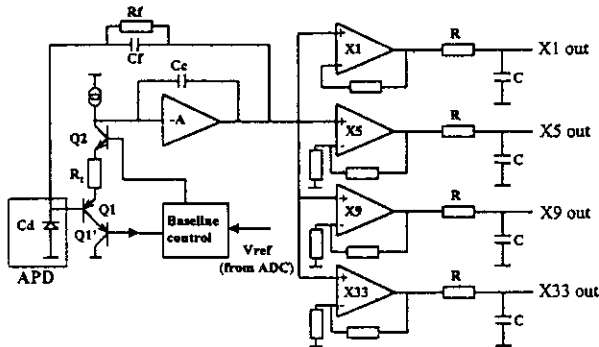 Rf
Cf
Cc
-A
Q2
Rt
Q1
Q1'
Cd
APD
Baseline
control
Vref
(from ADC)
X1
R
C
X1 out
X5
R
C
X5 out
X9
R
C
X9 out
X33
R
C
X33 out